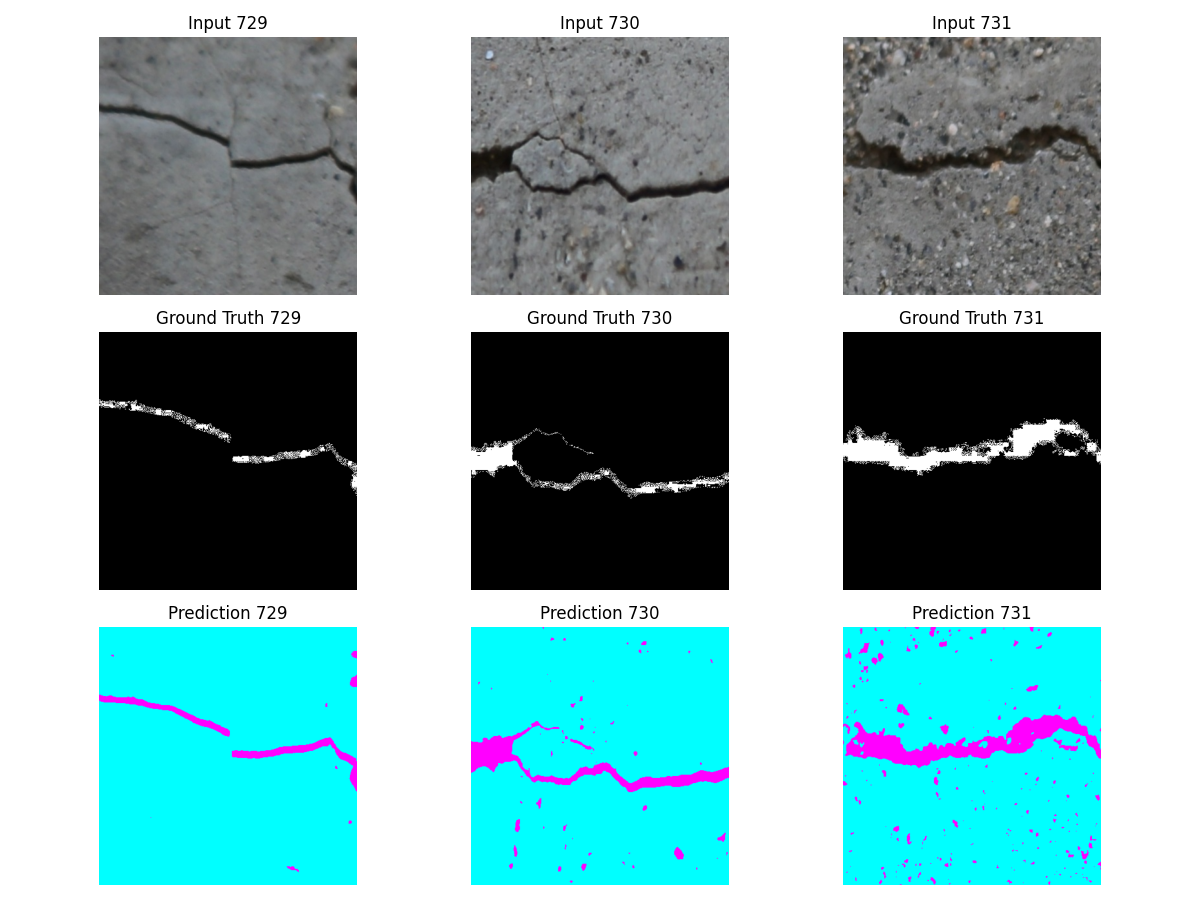 Input 729
Input 730
Input 731
Ground Truth 729
Ground Truth 730
Ground Truth 731
Prediction 729
Prediction 730
Prediction 731